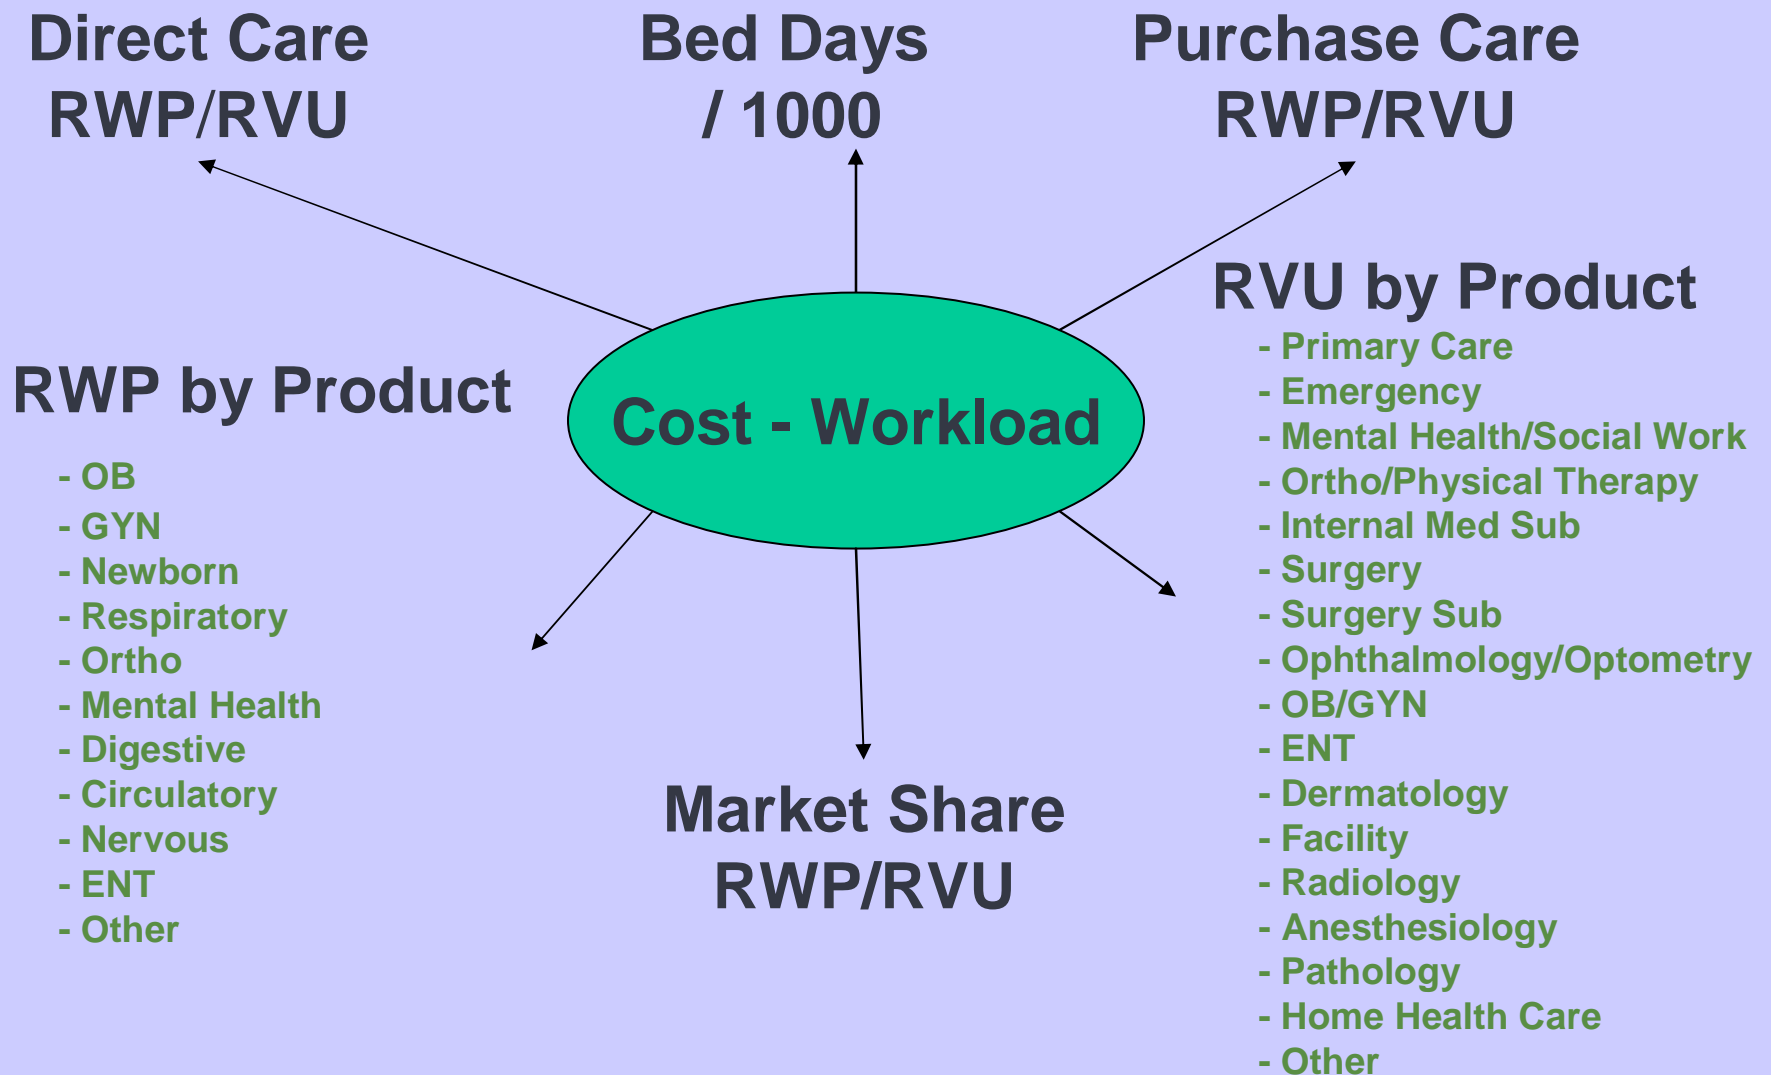 Direct Care
RWP/RVU
Bed Days
/ 1000
Purchase Care
RWP/RVU
RWP by Product
- OB
- GYN
- Newborn
- Respiratory
- Ortho
- Mental Health
- Digestive
- Circulatory
- Nervous
- ENT
- Other
Cost - Workload
Market Share
RWP/RVU
RVU by Product
- Primary Care
- Emergency
- Mental Health/Social Work
- Ortho/Physical Therapy
- Internal Med Sub
- Surgery
- Surgery Sub
- Ophthalmology/Optometry
- OB/GYN
- ENT
- Dermatology
- Facility
- Radiology
- Anesthesiology
- Pathology
- Home Health Care
- Other